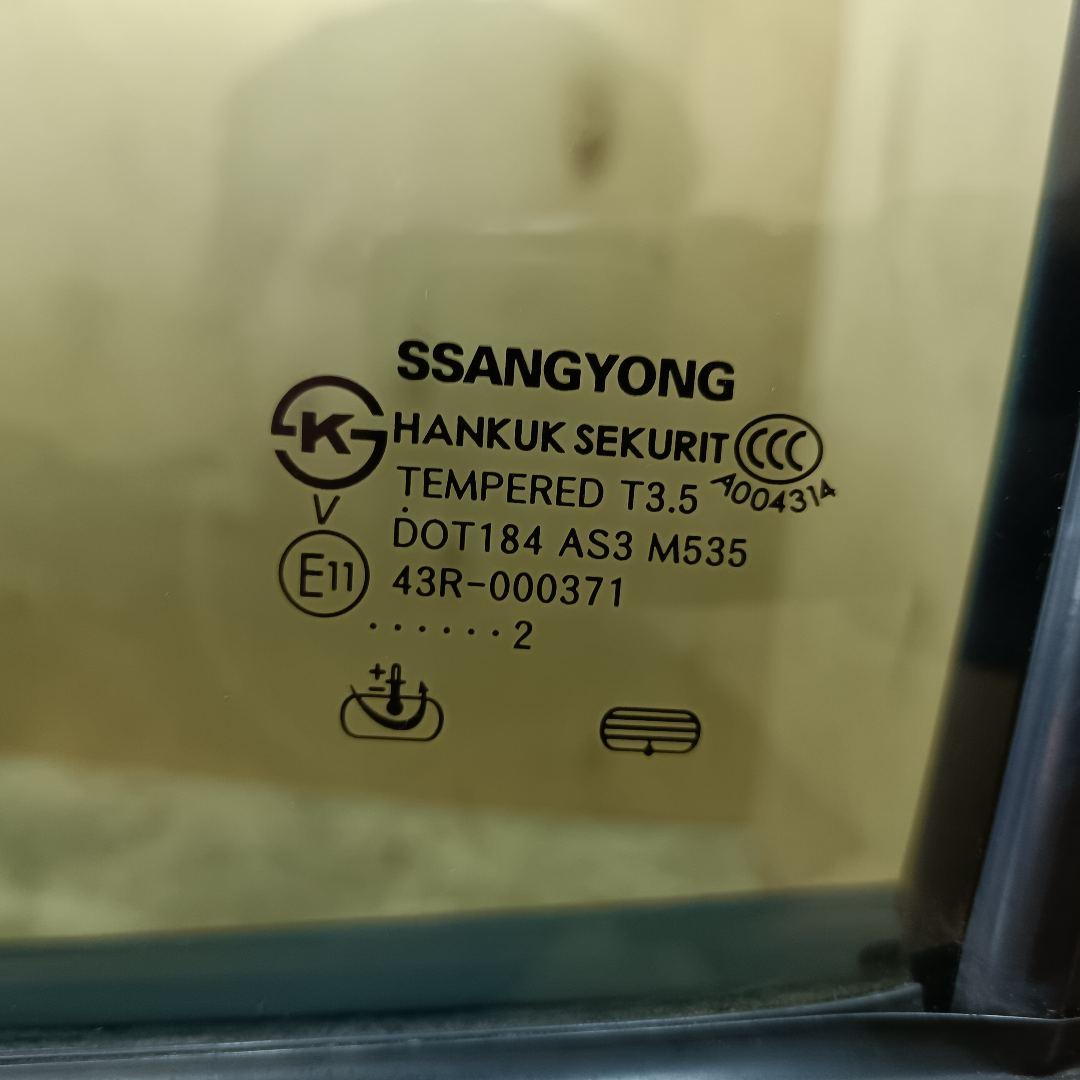 SSANGYONG
K HANKUK SEKURIT CCC
TEMPERED T3.5 A004314
V
DOT184 AS3 M535
E11 43R-000371
. . . . . . 2
+
−